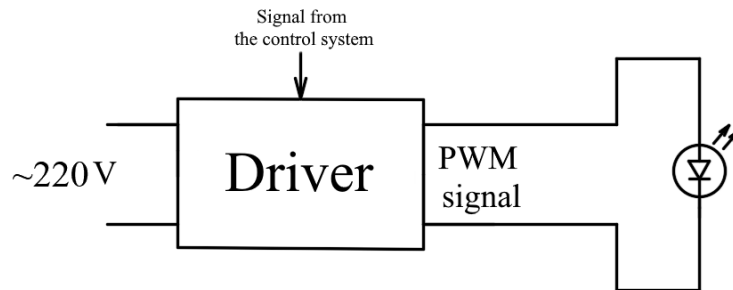 Signal from
the control system
~220 V
Driver
PWM
signal